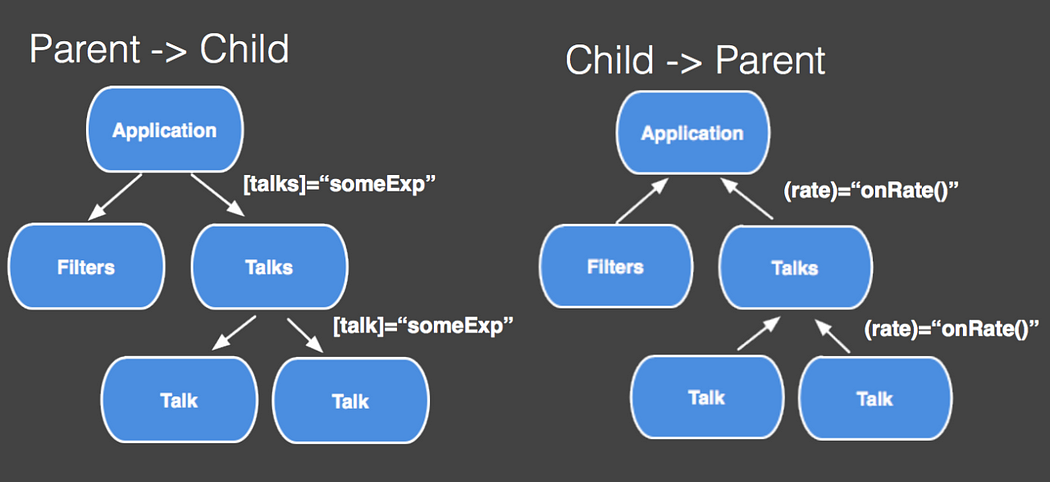 Parent -> Child
Application
[talks]=“someExp”
Filters
Talks
[talk]=“someExp”
Talk
Talk
Child -> Parent
Application
(rate)=“onRate()”
Filters
Talks
(rate)=“onRate()”
Talk
Talk